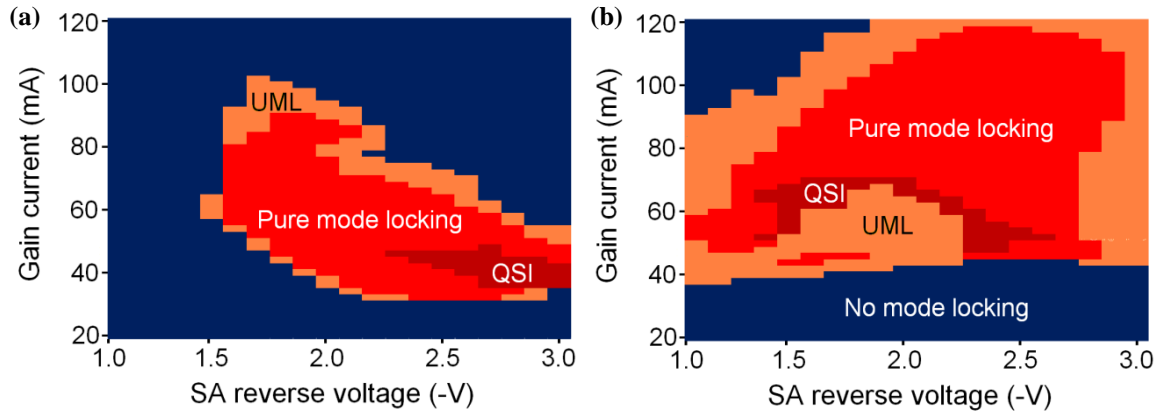 (a)
Gain current (mA)
120
100
80
60
40
20
UML
Pure mode locking
QSI
1.0 1.5 2.0 2.5 3.0
SA reverse voltage (-V)
(b)
Gain current (mA)
120
100
80
60
40
20
Pure mode locking
QSI
UML
No mode locking
1.0 1.5 2.0 2.5 3.0
SA reverse voltage (-V)